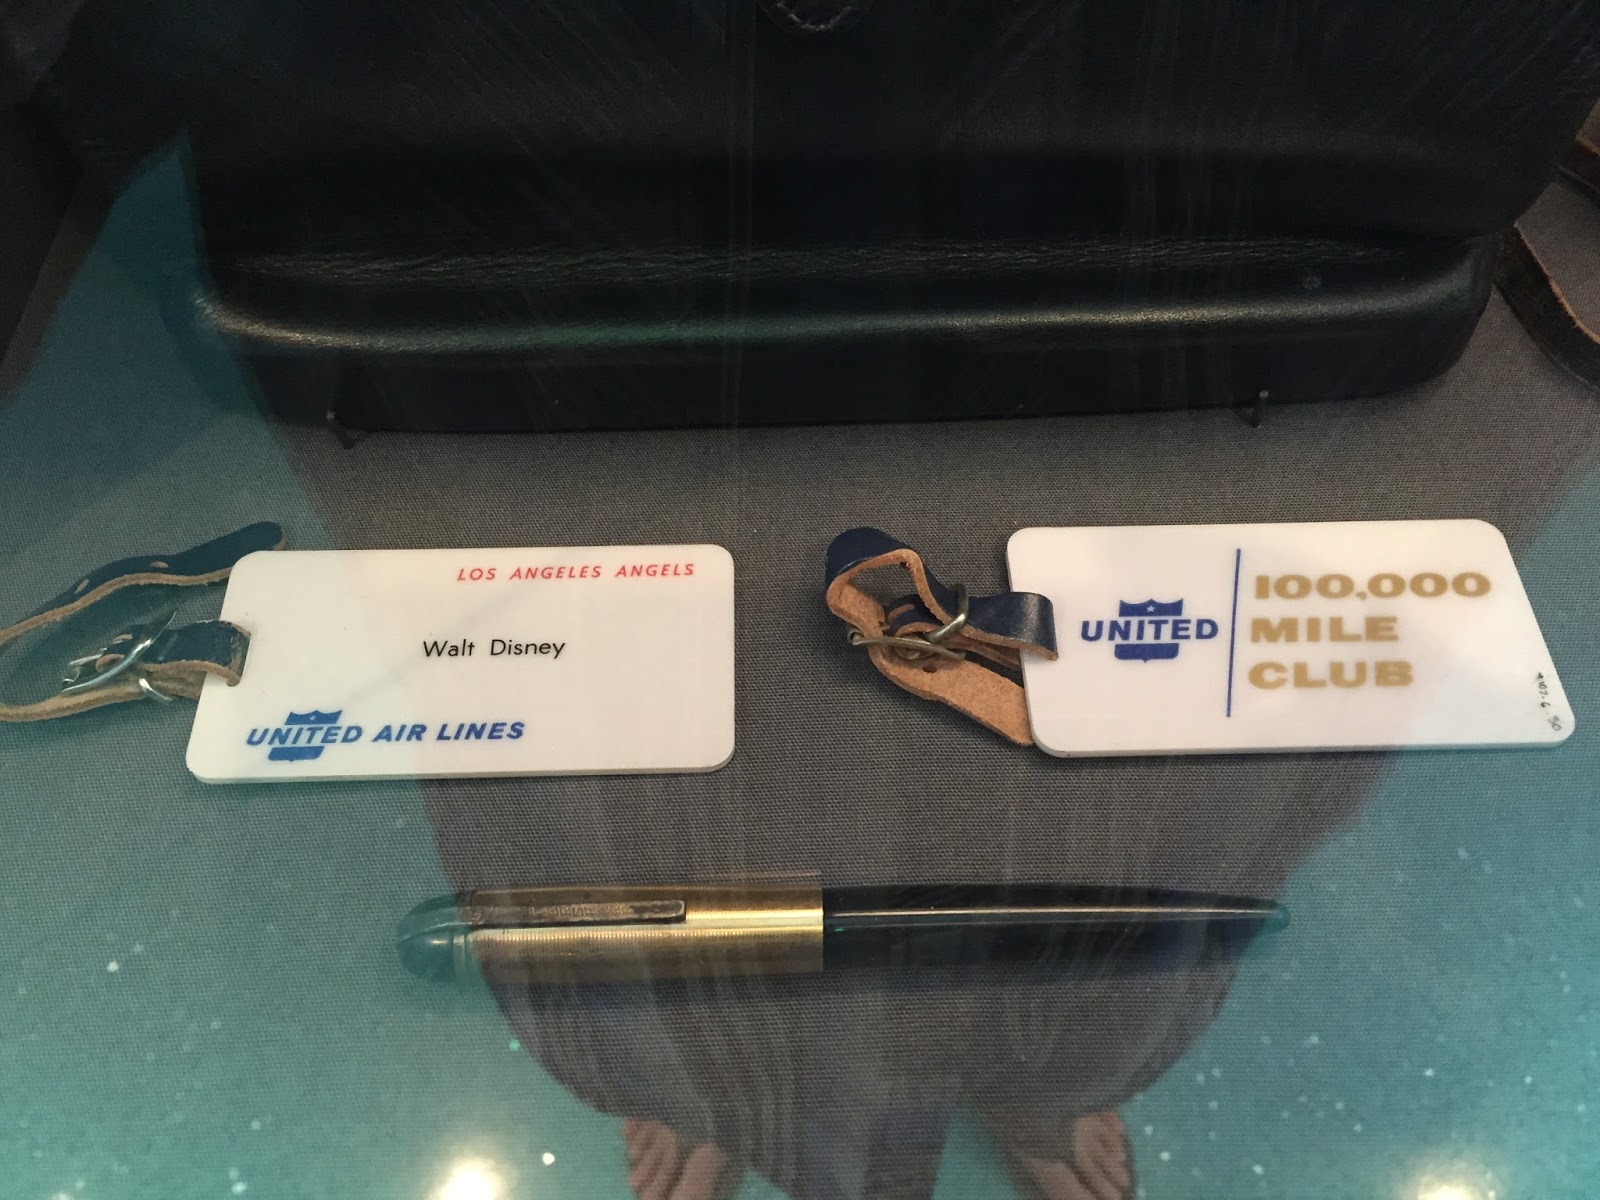 LOS ANGELES ANGELS
Walt Disney
UNITED AIR LINES
UNITED
100,000
MILE
CLUB